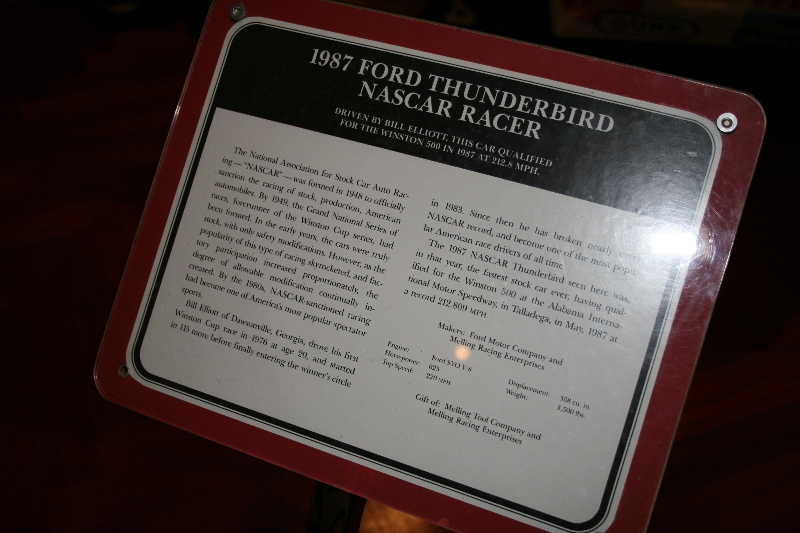 1987 FORD THUNDERBIRD
NASCAR RACER
DRIVEN BY BILL ELLIOTT, THIS CAR QUALIFIED
FOR THE WINSTON 500 IN 1987 AT 212.8 MPH.
The National Association for Stock Car Auto Rac-
ing — "NASCAR" — was formed in 1948 to officially
sanction the racing of stock, production, American
automobiles. By 1949, the Grand National Series of
races, forerunner of the Winston Cup series, had
been formed. In the early years, the cars were truly
stock, with only safety modifications. However, as the
popularity of this type of racing skyrocketed, and fac-
tory participation increased proportionately, the
degree of allowable modification continually in-
creased. By the 1980s, NASCAR-sanctioned racing
had become one of America's most popular spectator
sports.
Bill Elliott of Dawsonville, Georgia, drove his first
Winston Cup race in 1976 at age 20, and started
in 115 more before finally entering the winner's circle
in 1983. Since then he has broken nearly every
NASCAR record, and become one of the most popu-
lar American race drivers of all time.
The 1987 NASCAR Thunderbird seen here was,
in that year, the fastest stock car ever, having qual-
ified for the Winston 500 at the Alabama Interna-
tional Motor Speedway, in Talladega, in May, 1987 at
a record 212.809 MPH.
Makers: Ford Motor Company and
Melling Racing Enterprises
Engine: Ford SVO V-8 Displacement: 358 cu. in.
Horsepower: 625 Weight: 3,500 lbs.
Top Speed: 220 MPH
Gift of: Melling Tool Company and
Melling Racing Enterprises